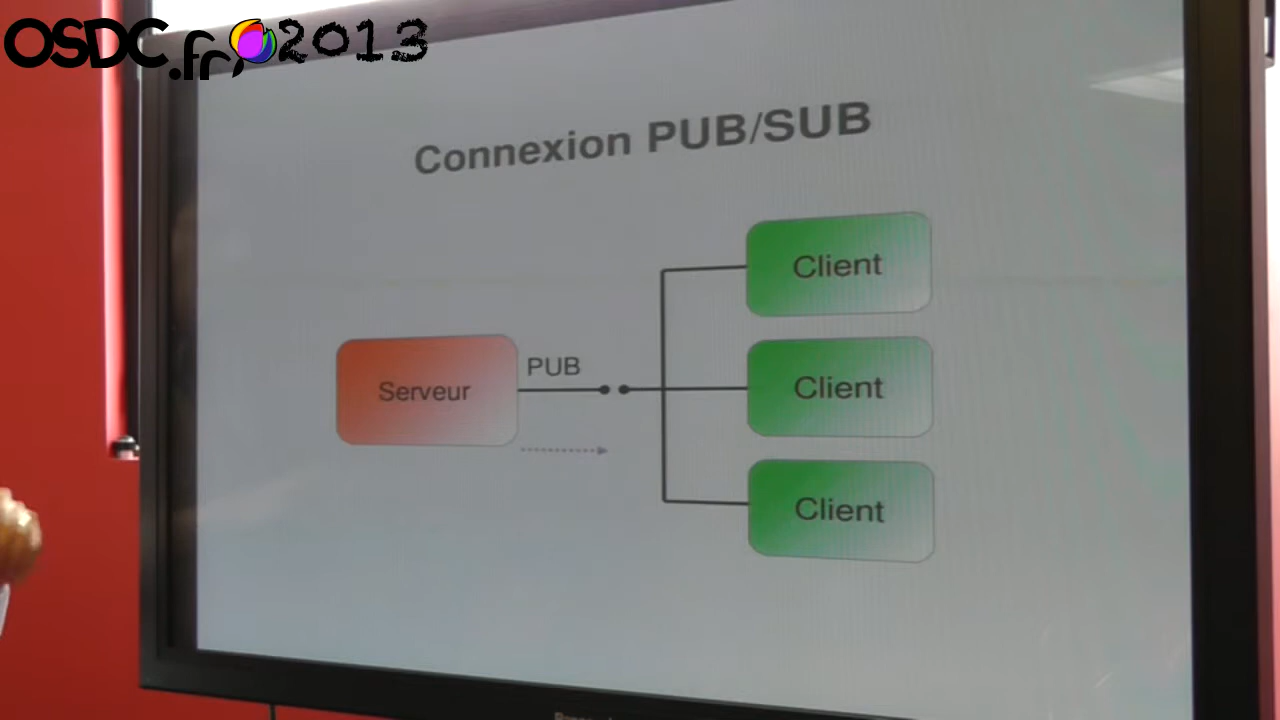 OSDC.fr 2013
Connexion PUB/SUB
Client
PUB
Serveur
Client
Client